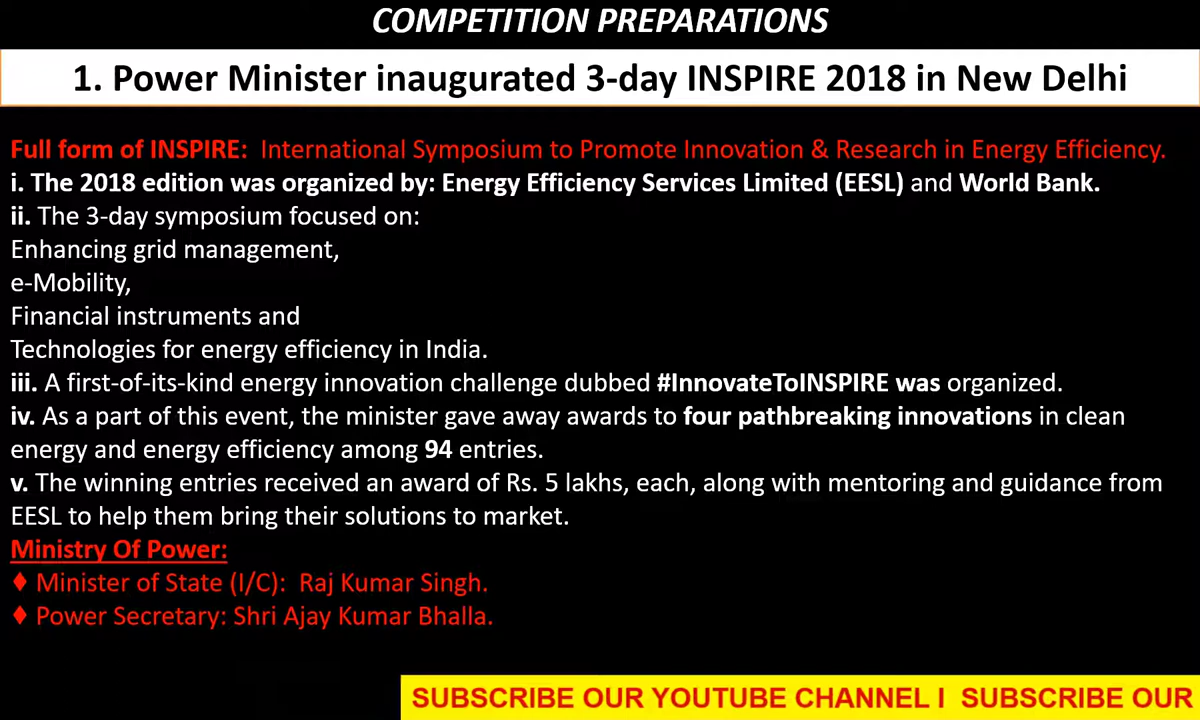 COMPETITION PREPARATIONS
1. Power Minister inaugurated 3-day INSPIRE 2018 in New Delhi
Full form of INSPIRE: International Symposium to Promote Innovation & Research in Energy Efficiency.
i. The 2018 edition was organized by: Energy Efficiency Services Limited (EESL) and World Bank.
ii. The 3-day symposium focused on:
Enhancing grid management,
e-Mobility,
Financial instruments and
Technologies for energy efficiency in India.
iii. A first-of-its-kind energy innovation challenge dubbed #InnovateToINSPIRE was organized.
iv. As a part of this event, the minister gave away awards to four pathbreaking innovations in clean
energy and energy efficiency among 94 entries.
v. The winning entries received an award of Rs. 5 lakhs, each, along with mentoring and guidance from
EESL to help them bring their solutions to market.
Ministry Of Power:
♦ Minister of State (I/C): Raj Kumar Singh.
♦ Power Secretary: Shri Ajay Kumar Bhalla.
SUBSCRIBE OUR YOUTUBE CHANNEL I SUBSCRIBE OUR